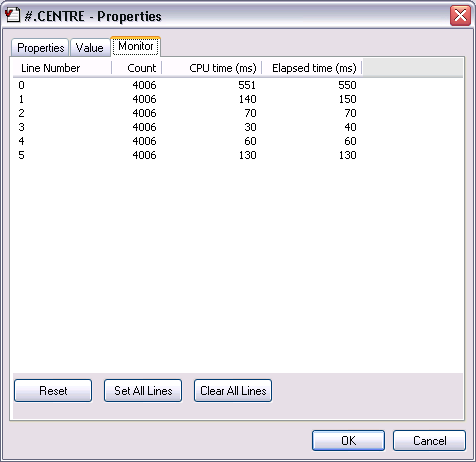 #.CENTRE - Properties
Properties Value Monitor
Line Number Count CPU time (ms) Elapsed time (ms)
0 4006 551 550
1 4006 140 150
2 4006 70 70
3 4006 30 40
4 4006 60 60
5 4006 130 130
Reset Set All Lines Clear All Lines
OK Cancel